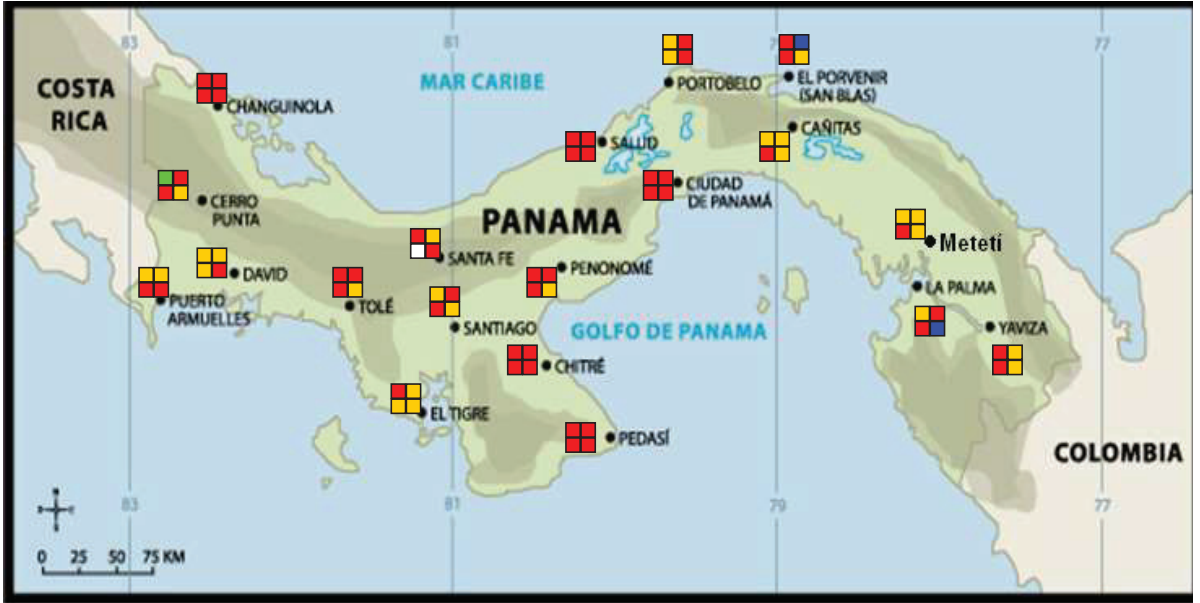 83
81
79
77
COSTA
RICA
MAR CARIBE
PORTOBELO
EL PORVENIR
(SAN BLAS)
CHANGUINOLA
CAÑITAS
SALUD
CERRO
PUNTA
CIUDAD
DE PANAMÁ
PANAMA
Metetí
SANTA FE
PENONOMÉ
DAVID
LA PALMA
PUERTO
ARMUELLES
TOLÉ
SANTIAGO
GOLFO DE PANAMA
YAVIZA
CHITRÉ
EL TIGRE
PEDASÍ
COLOMBIA
83
81
79
77
0 25 50 75 KM